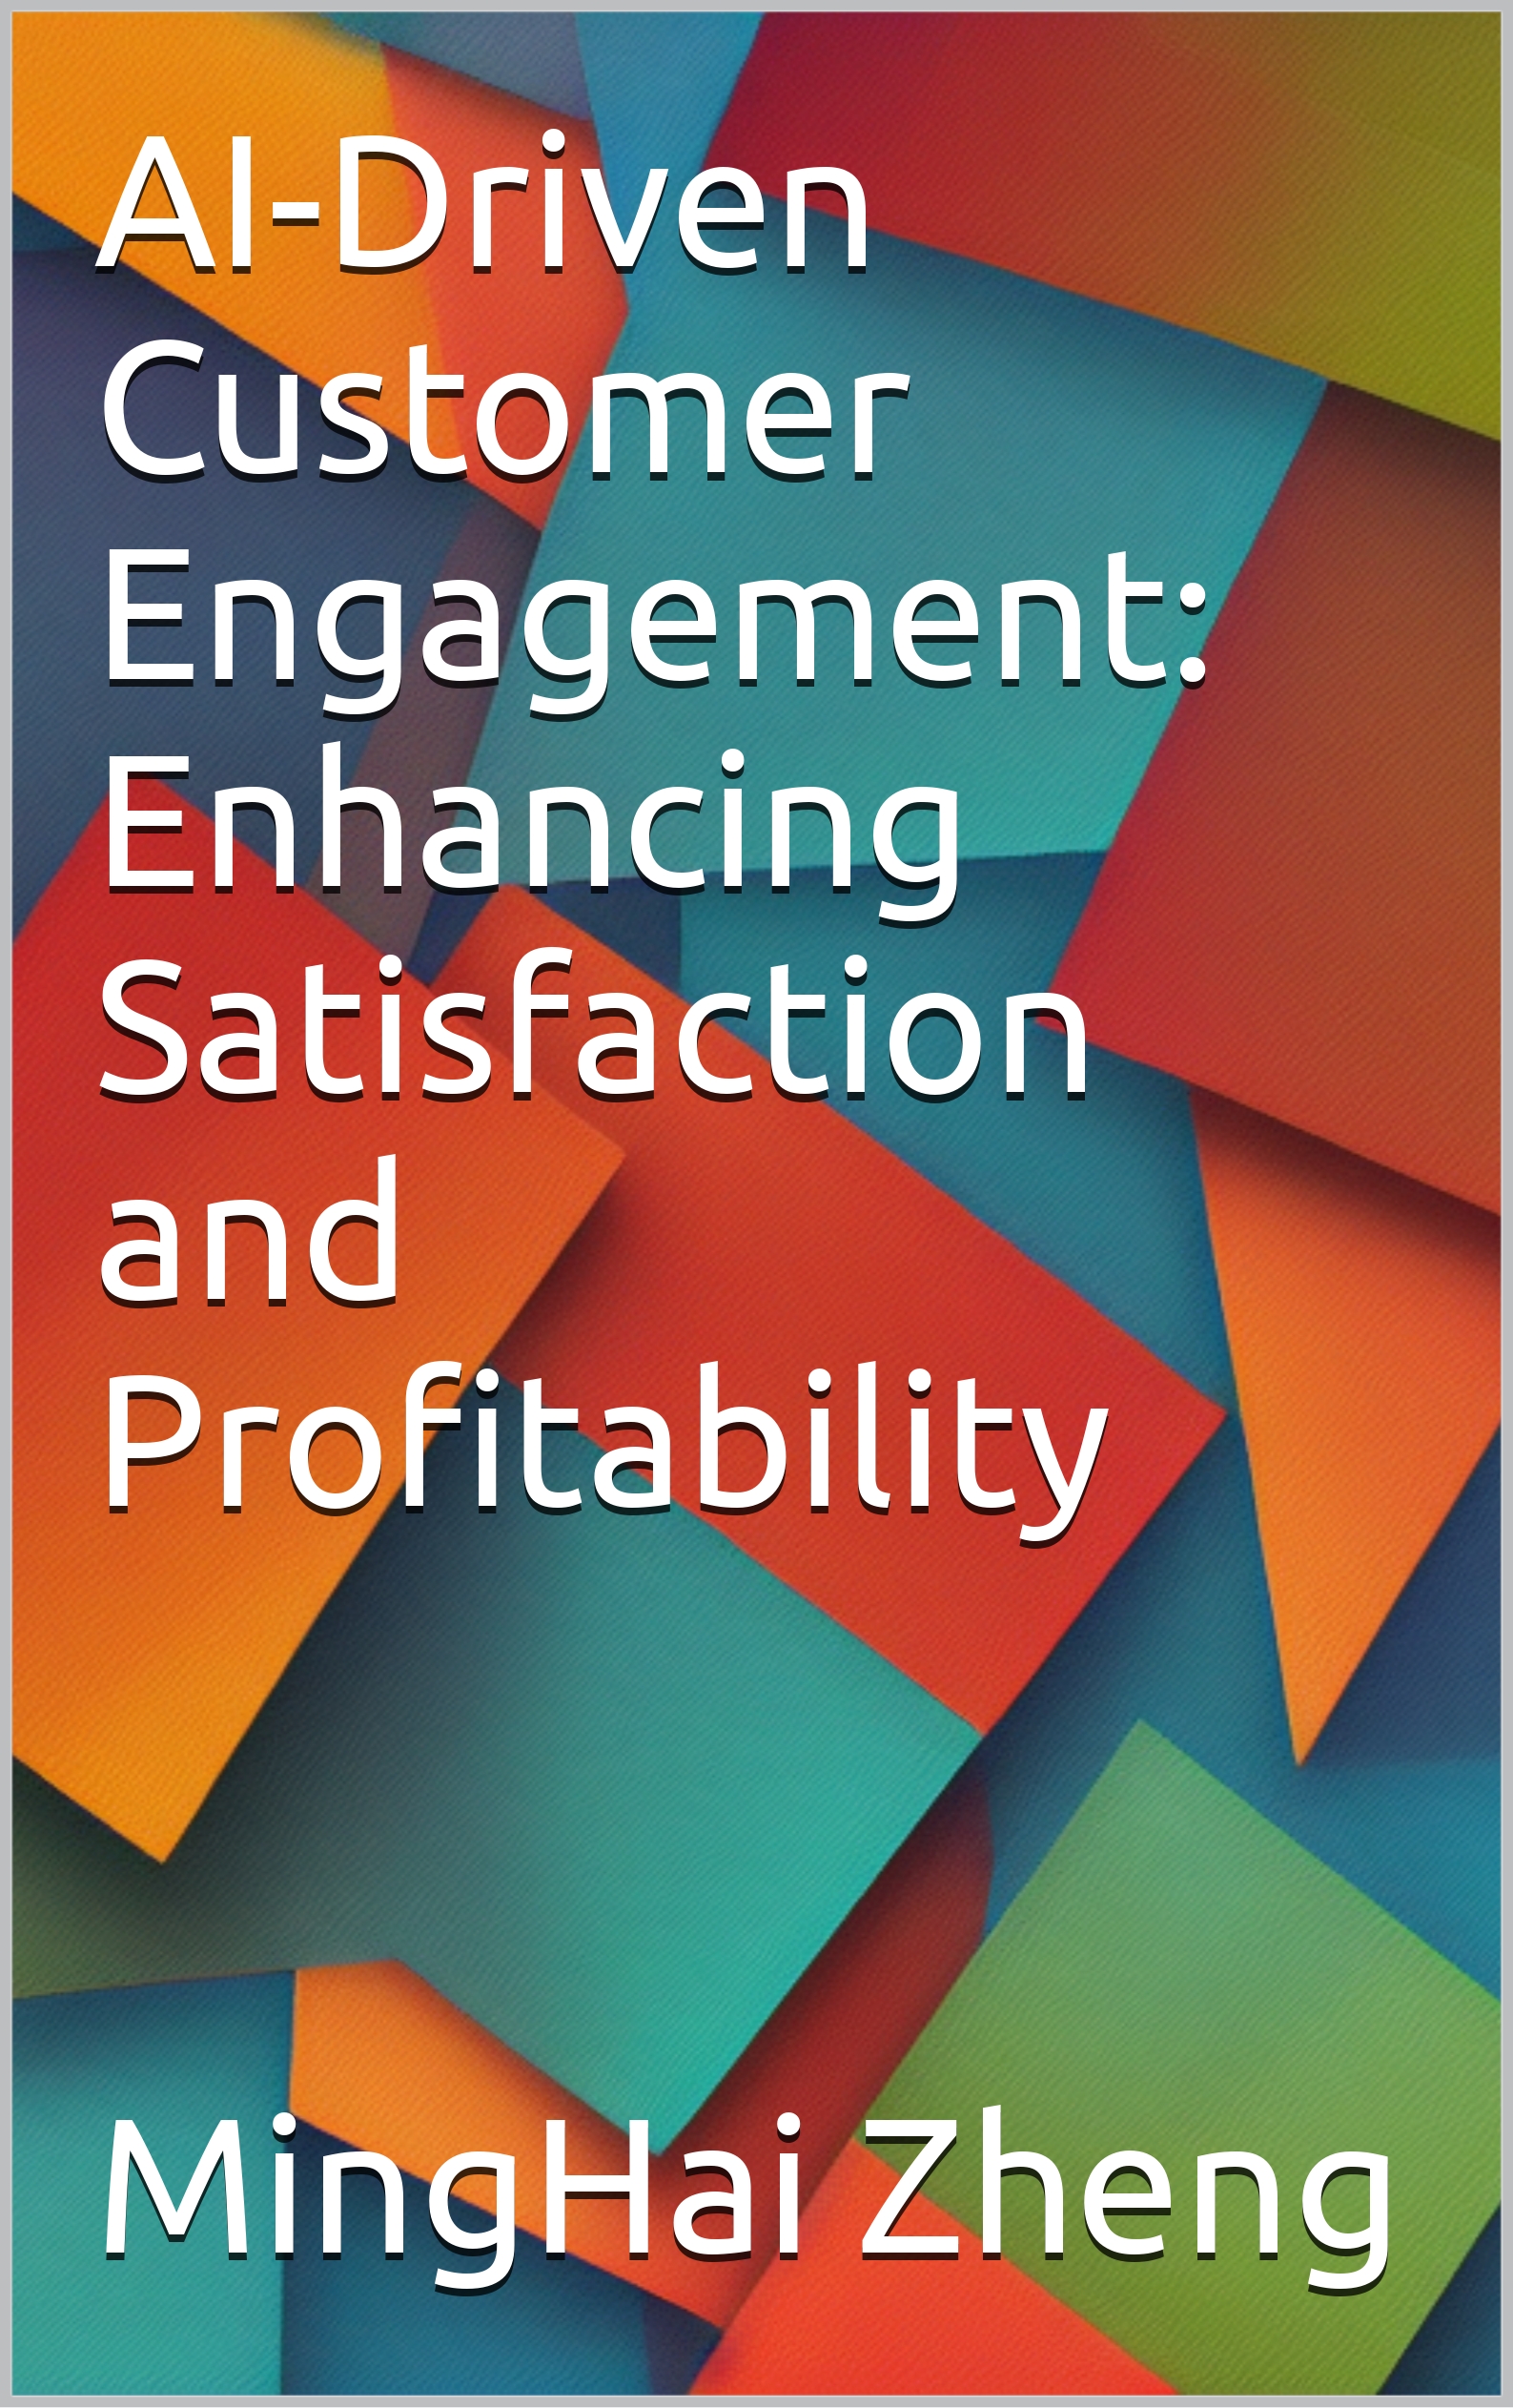 AI-Driven
Customer
Engagement:
Enhancing
Satisfaction
and
Profitability
MingHai Zheng